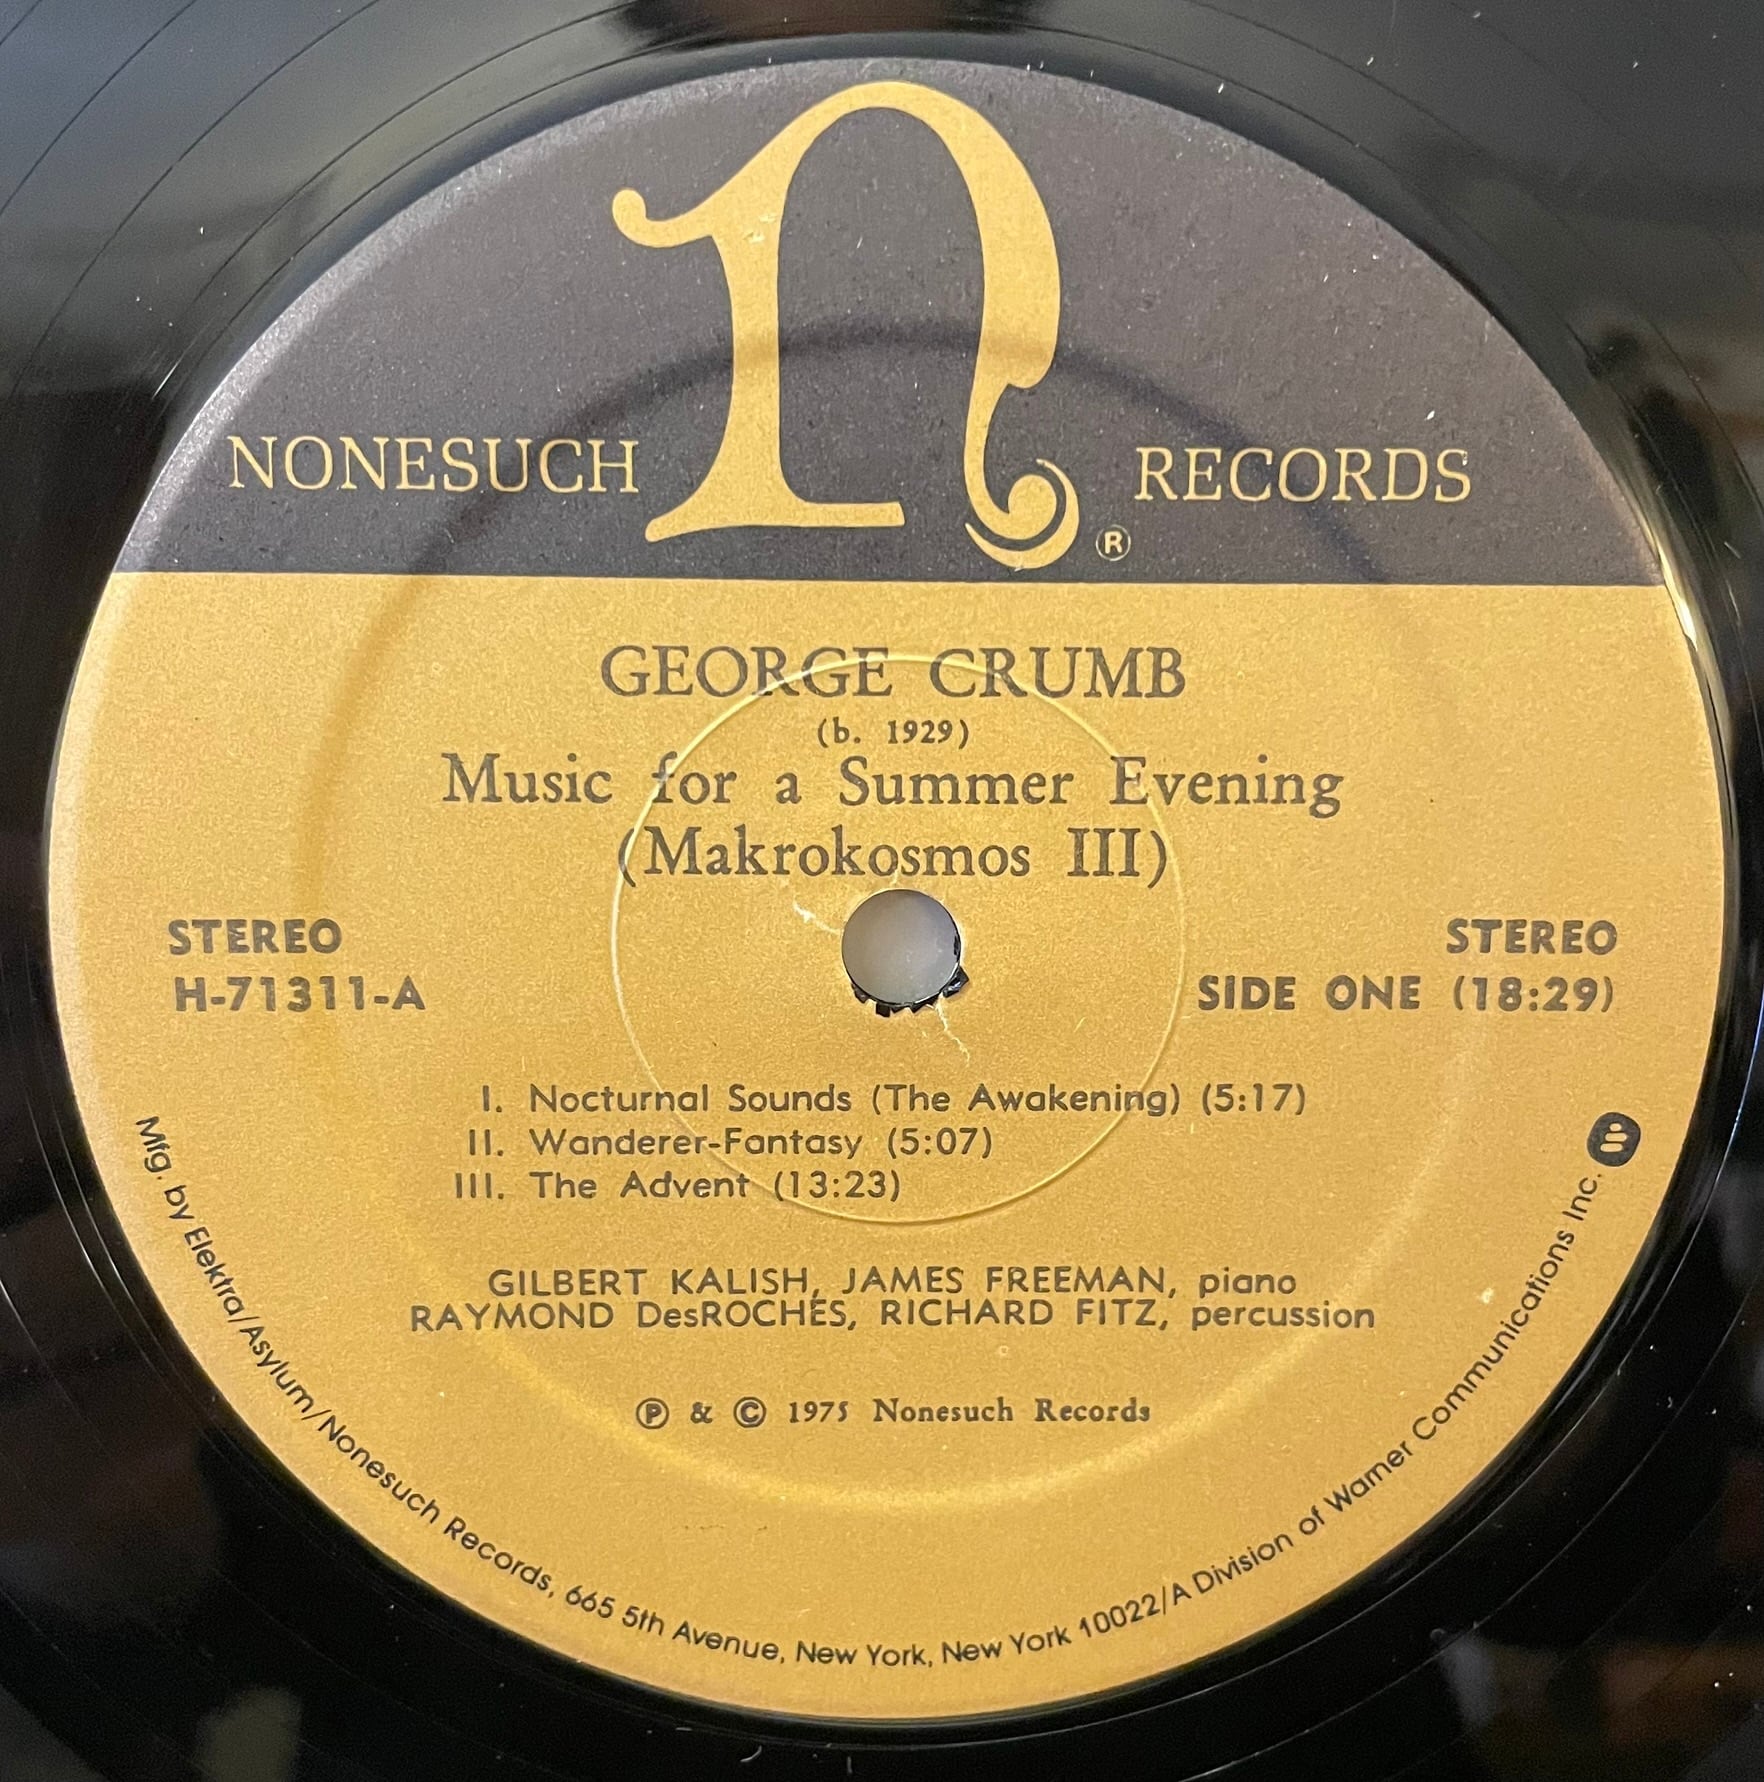 n
NONESUCH RECORDS
®
GEORGE CRUMB
(b. 1929)
Music for a Summer Evening
(Makrokosmos III)
STEREO
H-71311-A
STEREO
SIDE ONE (18:29)
I. Nocturnal Sounds (The Awakening) (5:17)
II. Wanderer-Fantasy (5:07)
III. The Advent (13:23)
GILBERT KALISH, JAMES FREEMAN, piano
RAYMOND DesROCHES, RICHARD FITZ, percussion
℗ & © 1975 Nonesuch Records
Mfg. by Elektra/Asylum/Nonesuch Records, 665 5th Avenue, New York, New York 10022/A Division of Warner Communications Inc.